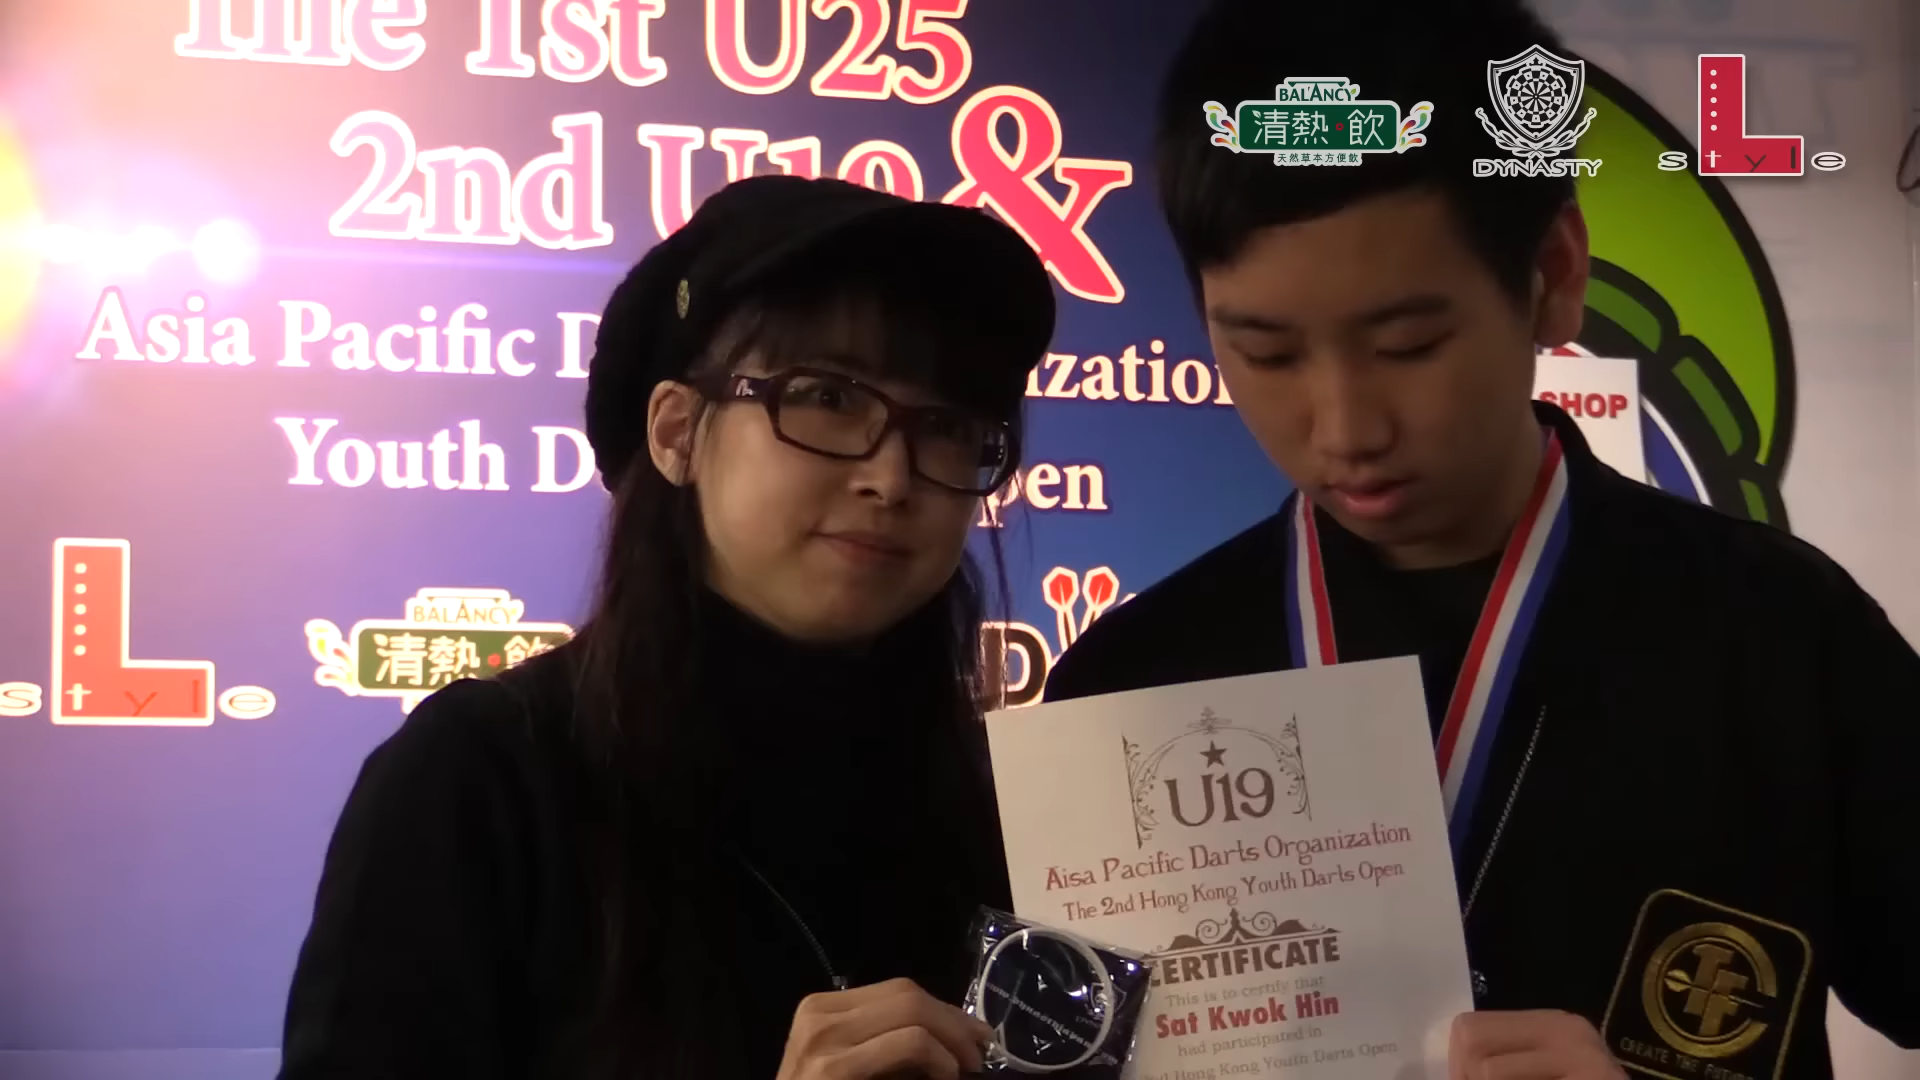 The 1st U25
2nd U19 &
Asia Pacific D
ization
Youth D
pen
BALANCY
清熱·飲
天然草本方便飲
DYNASTY
L
style
SHOP
L
style
BALANCY
清熱·飲
D
U19
Aisa Pacific Darts Organization
The 2nd Hong Kong Youth Darts Open
CERTIFICATE
This is to certify that
Sat Kwok Hin
had participated in
nd Hong Kong Youth Darts Open
CREATE THE FUTURE